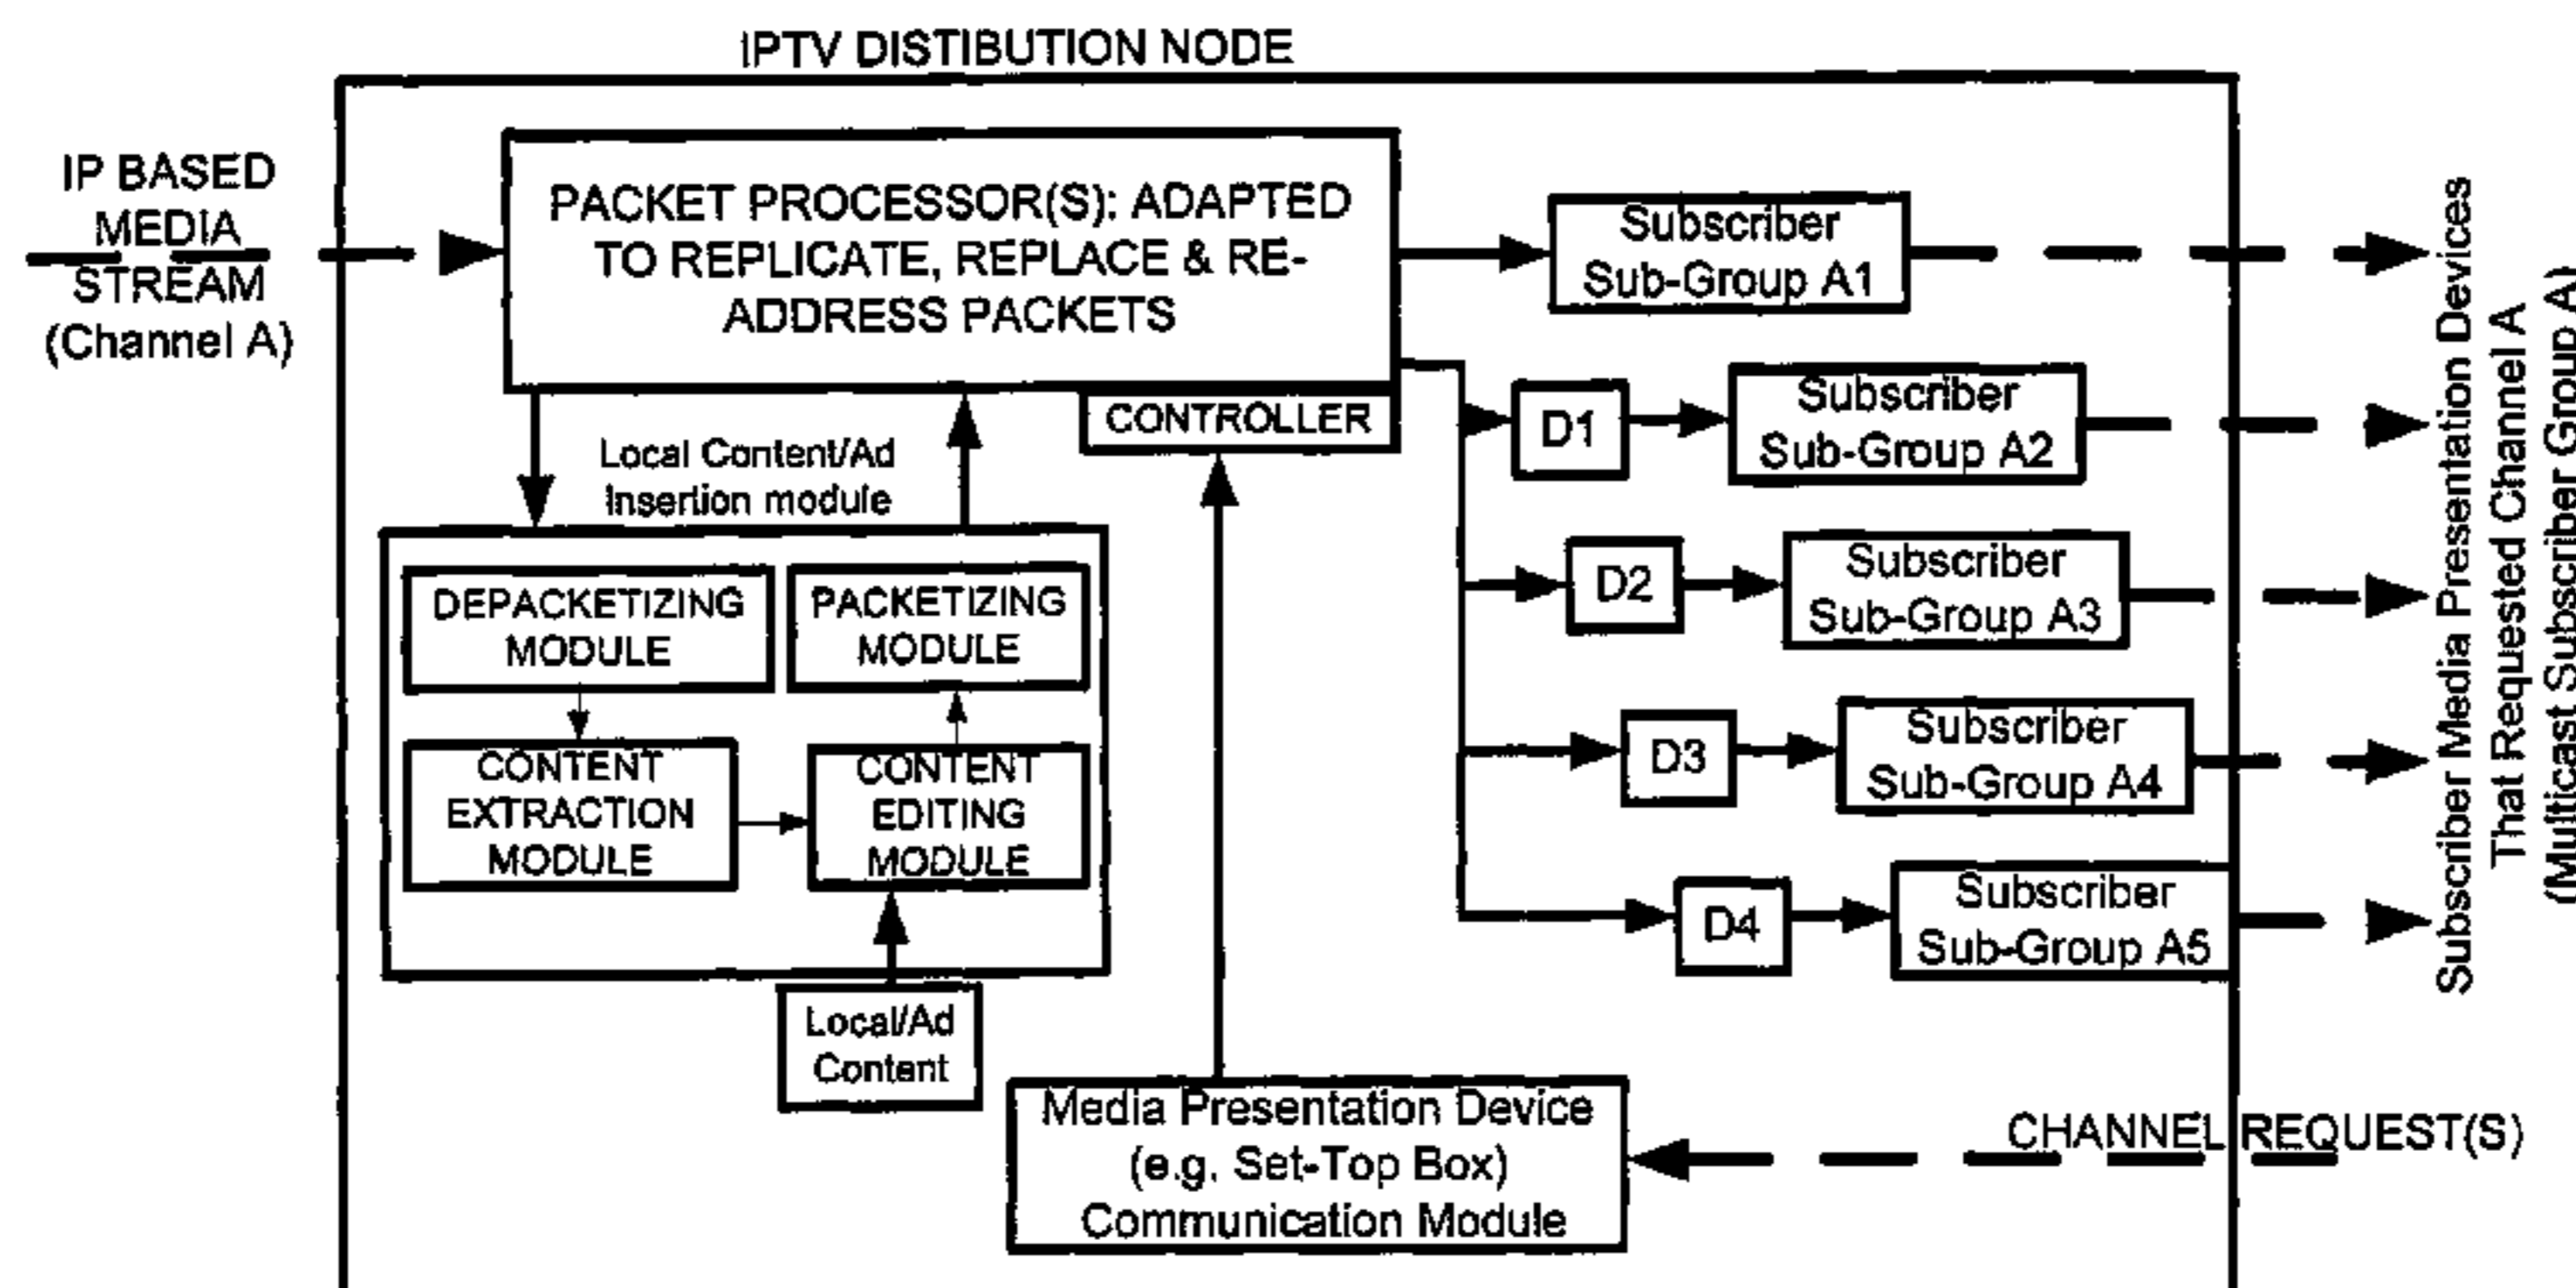 IPTV DISTIBUTION NODE
IP BASED
MEDIA
STREAM
(Channel A)
PACKET PROCESSOR(S): ADAPTED
TO REPLICATE, REPLACE & RE-
ADDRESS PACKETS
CONTROLLER
Local Content/Ad
Insertion module
DEPACKETIZING
MODULE
PACKETIZING
MODULE
CONTENT
EXTRACTION
MODULE
CONTENT
EDITING
MODULE
Local/Ad
Content
Subscriber
Sub-Group A1
D1
Subscriber
Sub-Group A2
D2
Subscriber
Sub-Group A3
D3
Subscriber
Sub-Group A4
D4
Subscriber
Sub-Group A5
Subscriber Media Presentation Devices
That Requested Channel A
(Multicast Subscriber Group A)
Media Presentation Device
(e.g. Set-Top Box)
Communication Module
CHANNEL REQUEST(S)